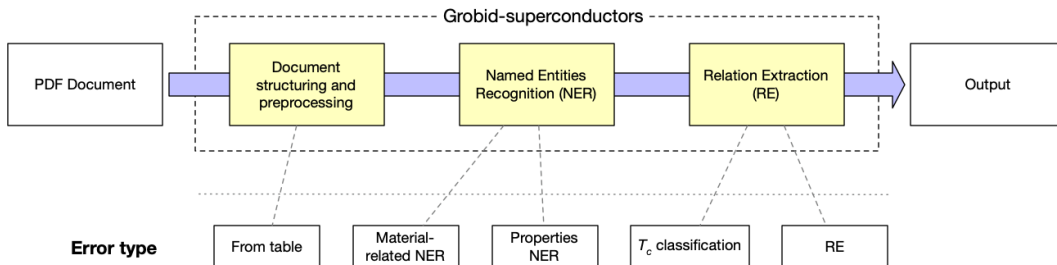 Grobid-superconductors
PDF Document
Document
structuring and
preprocessing
Named Entities
Recognition (NER)
Relation Extraction
(RE)
Output
Error type
From table
Material-
related NER
Properties
NER
Tc classification
RE